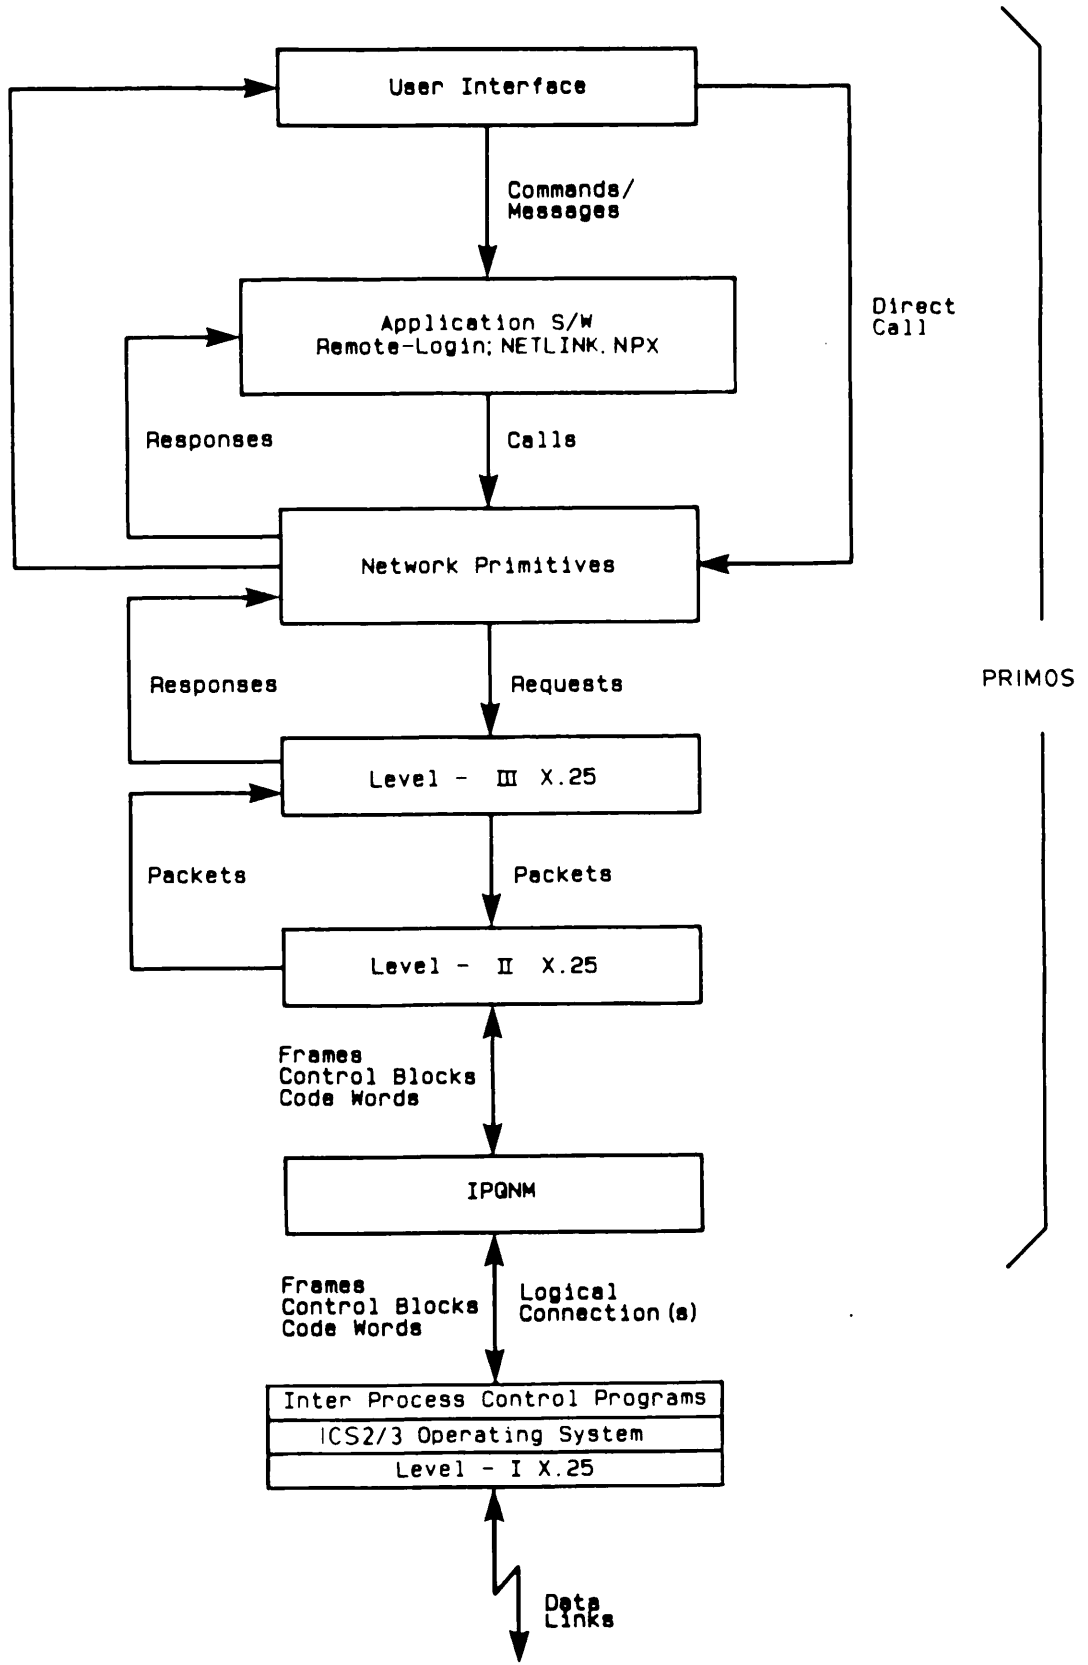 User Interface
Commands/
Messages
Direct
Call
Application S/W
Remote-Login; NETLINK, NPX
Responses
Calls
Network Primitives
Responses
Requests
PRIMOS
Level - III X.25
Packets
Packets
Level - II X.25
Frames
Control Blocks
Code Words
IPQNM
Frames
Control Blocks
Code Words
Logical
Connection(s)
Inter Process Control Programs
ICS2/3 Operating System
Level - I X.25
Data
Links